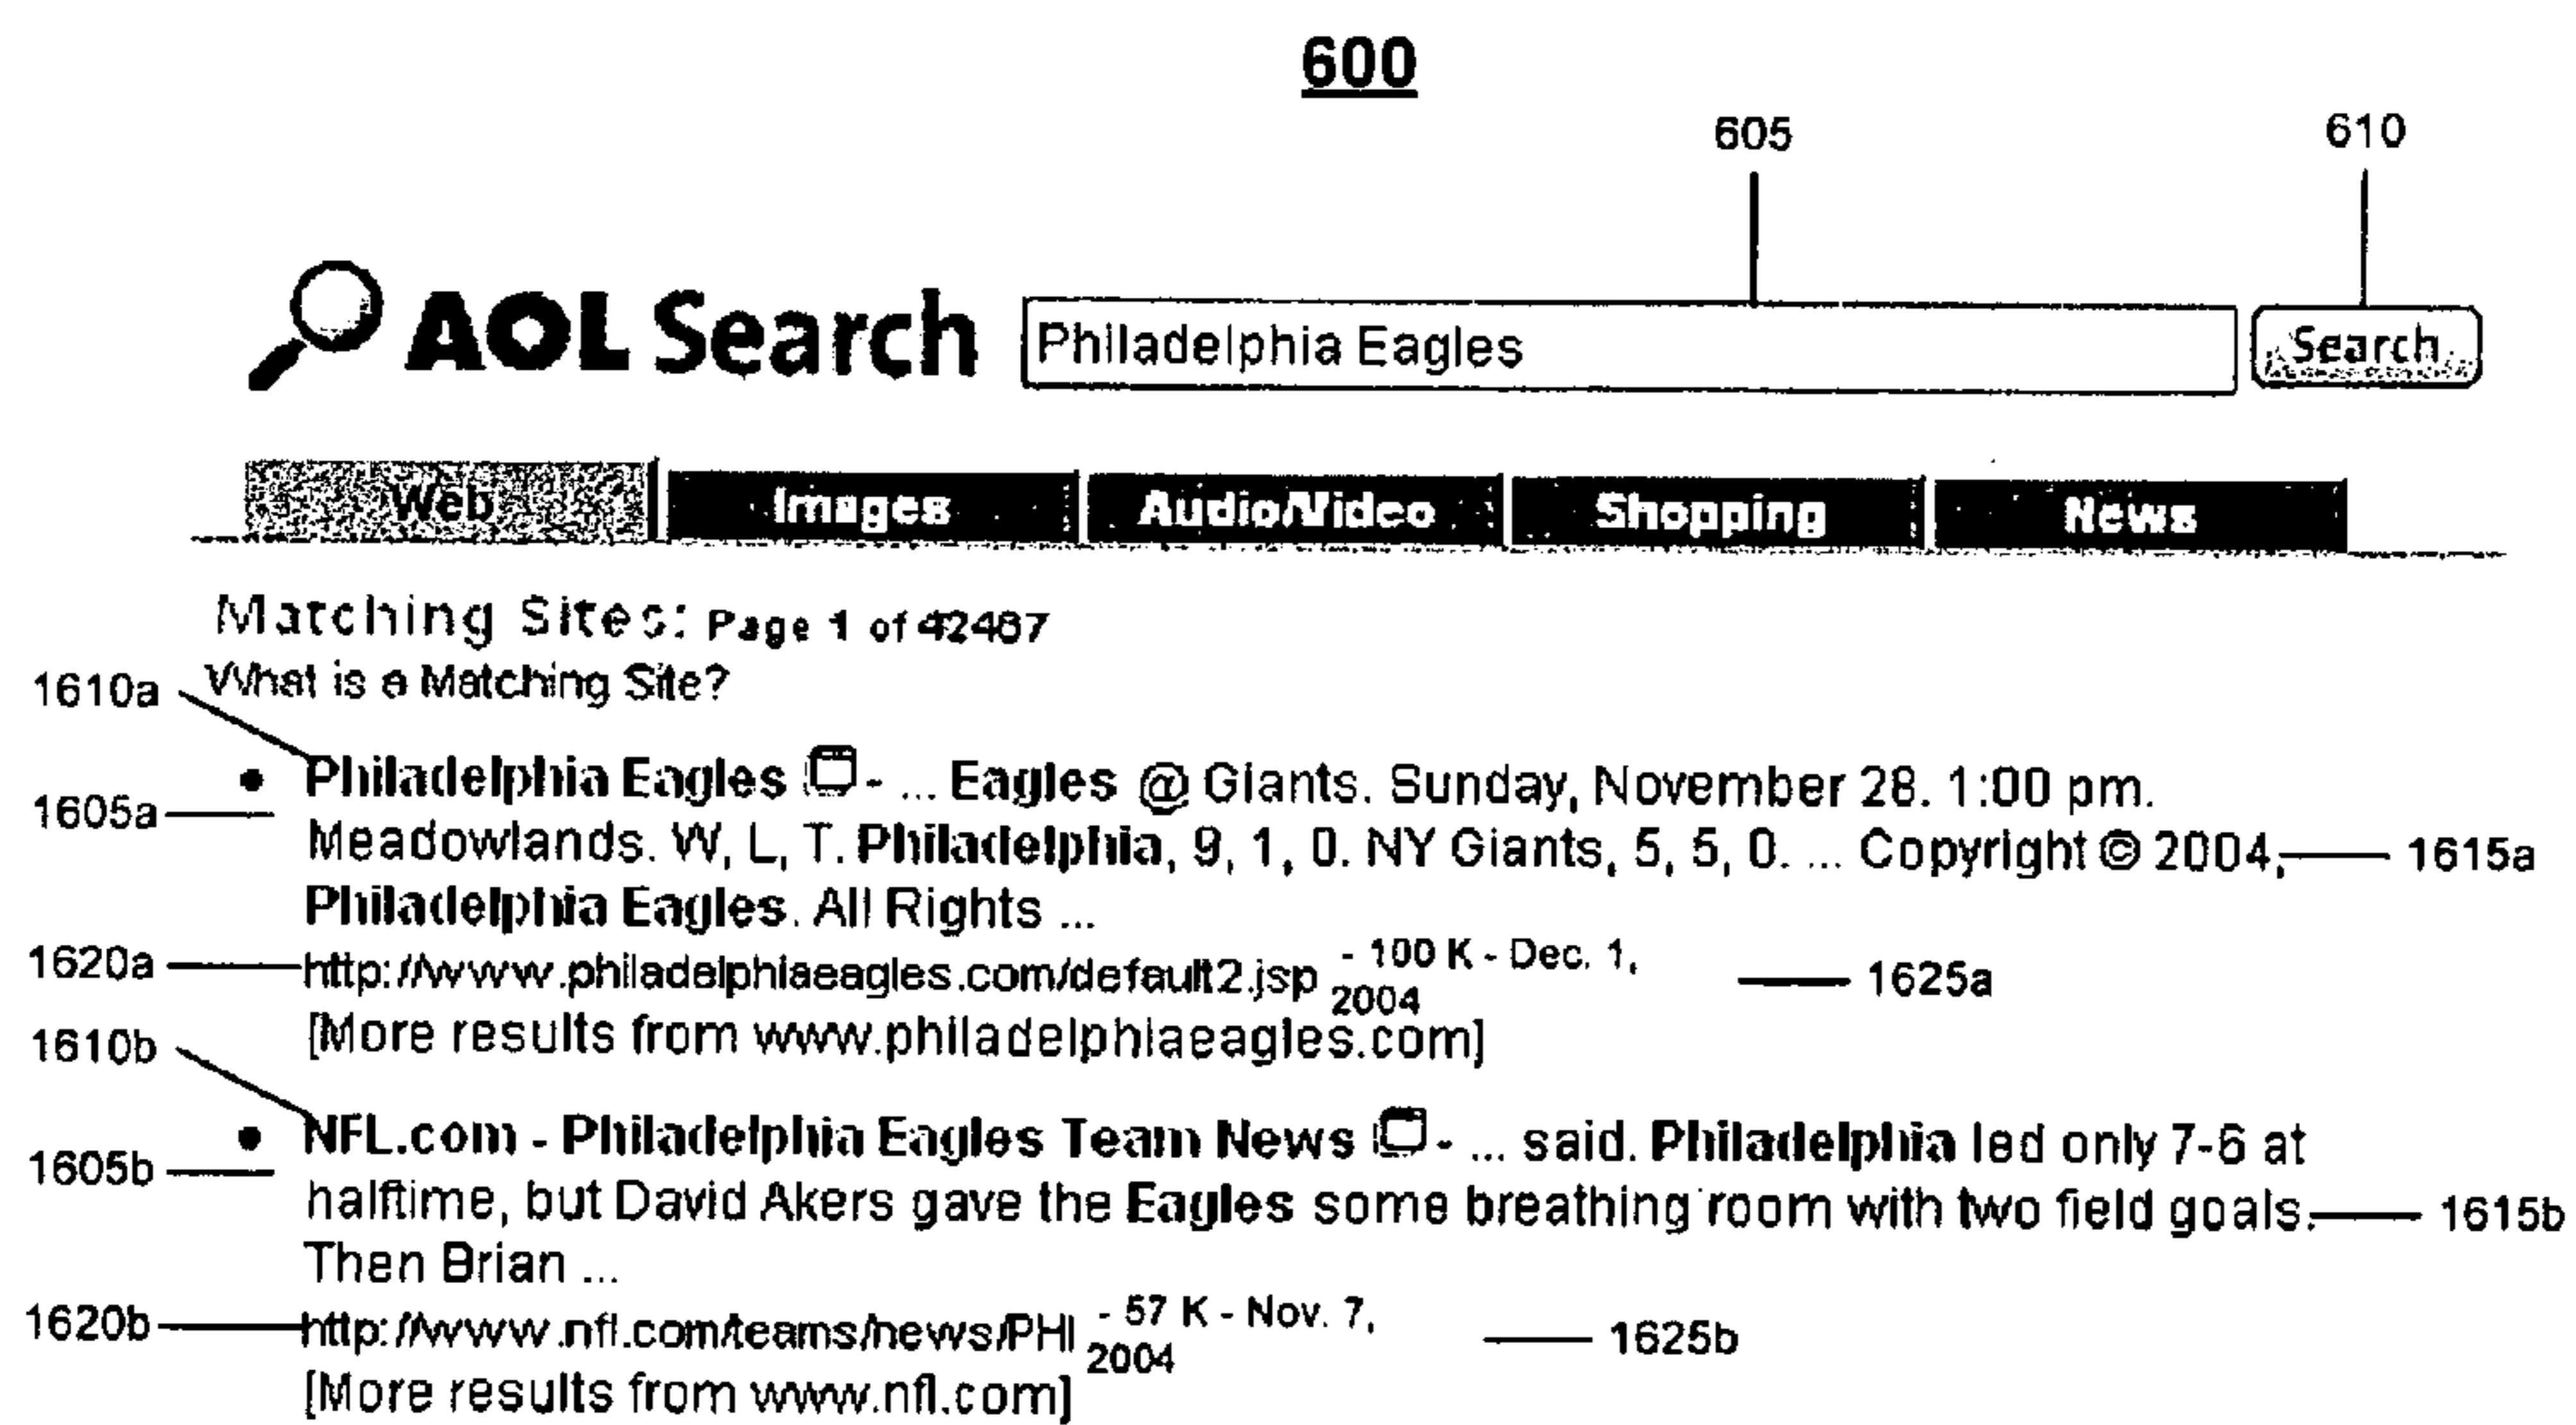 600
605
610
AOL Search
Philadelphia Eagles
Search
Web Images Audio/Video Shopping News
Matching Sites: Page 1 of 42467
What is a Matching Site?
1610a
• Philadelphia Eagles - ... Eagles @ Giants. Sunday, November 28. 1:00 pm.
1605a
Meadowlands. W, L, T. Philadelphia, 9, 1, 0. NY Giants, 5, 5, 0. ... Copyright © 2004, 1615a
Philadelphia Eagles. All Rights ...
1620a http://www.philadelphiaeagles.com/default2.jsp - 100 K - Dec. 1, 2004 1625a
[More results from www.philadelphiaeagles.com]
1610b
• NFL.com - Philadelphia Eagles Team News - ... said. Philadelphia led only 7-6 at
1605b
halftime, but David Akers gave the Eagles some breathing room with two field goals. 1615b
Then Brian ...
1620b http://www.nfl.com/teams/news/PHI - 57 K - Nov. 7, 2004 1625b
[More results from www.nfl.com]